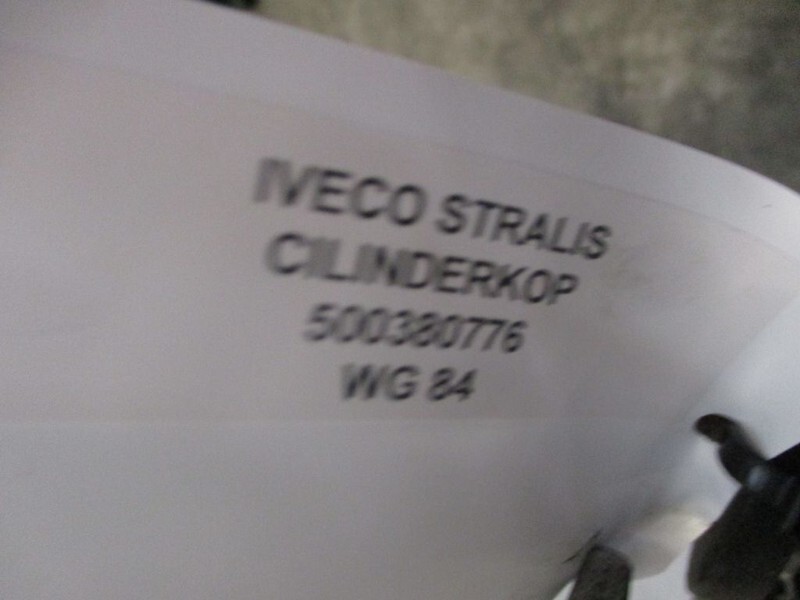 IVECO STRALIS
CILINDERKOP
500380776
WG 84